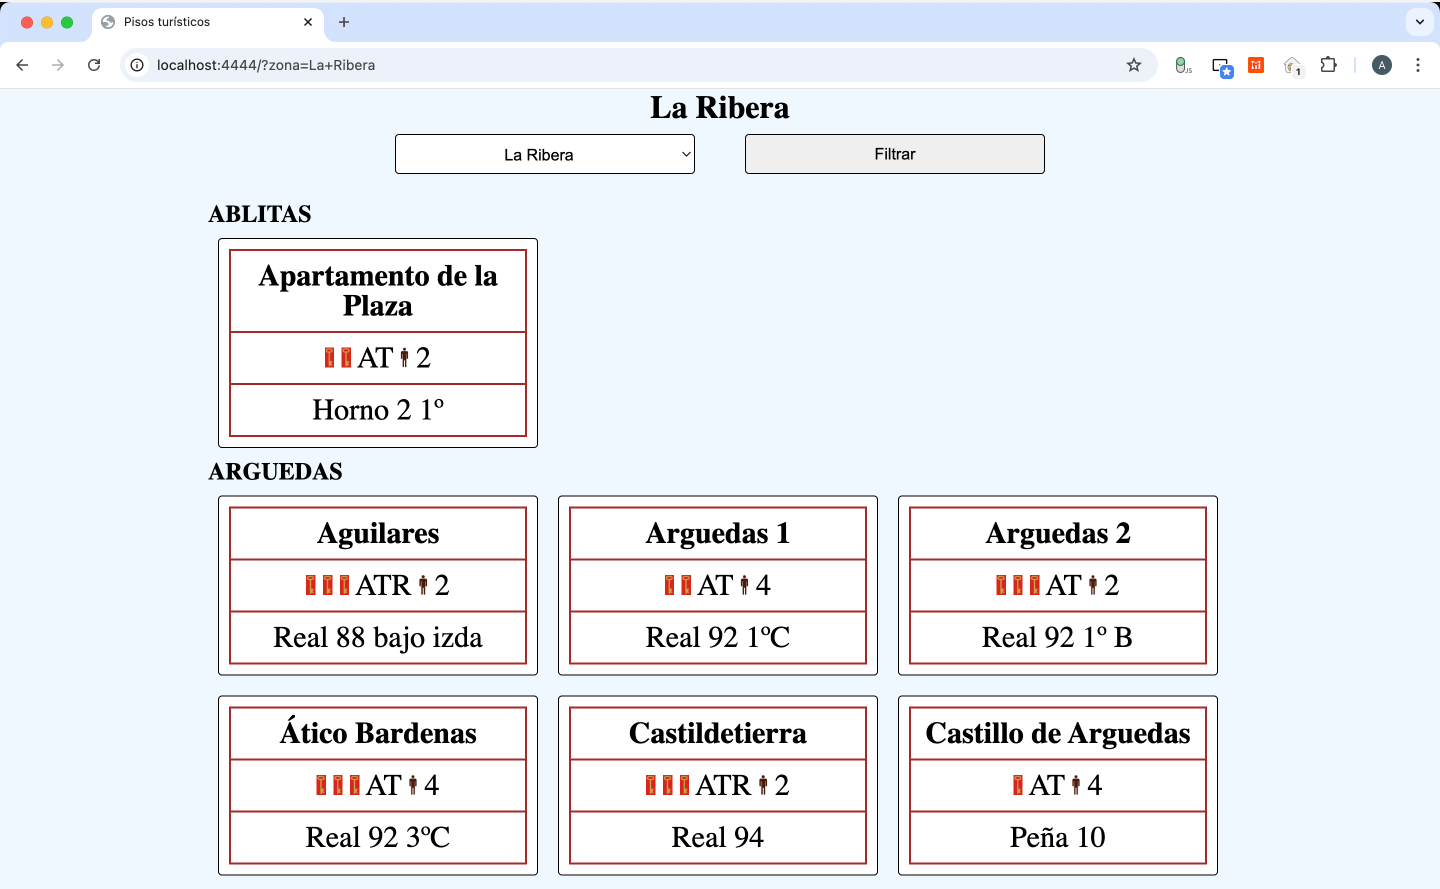 Pisos turísticos
localhost:4444/?zona=La+Ribera
JS
1
A
La Ribera
La Ribera
Filtrar
ABLITAS
Apartamento de la
Plaza
AT 2
Horno 2 1º
ARGUEDAS
Aguilares
ATR 2
Real 88 bajo izda
Arguedas 1
AT 4
Real 92 1ºC
Arguedas 2
AT 2
Real 92 1º B
Ático Bardenas
AT 4
Real 92 3ºC
Castildetierra
ATR 2
Real 94
Castillo de Arguedas
AT 4
Peña 10